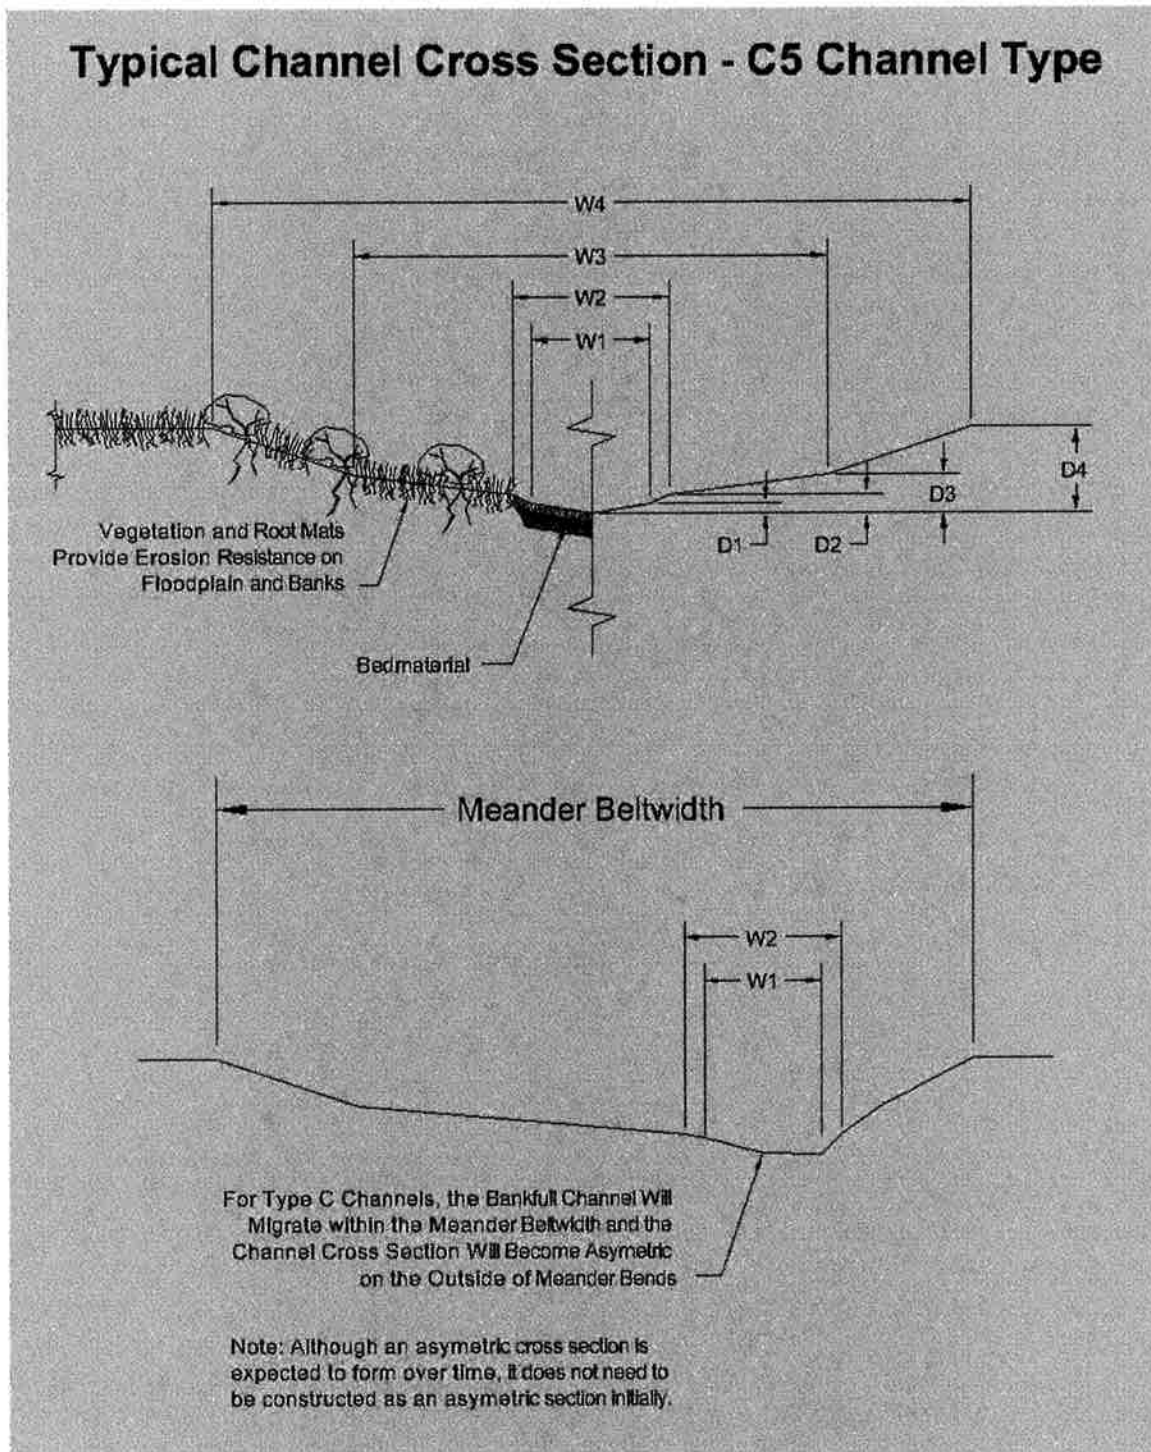 Typical Channel Cross Section - C5 Channel Type
W4
W3
W2
W1
D4
D3
D1
D2
Vegetation and Root Mats
Provide Erosion Resistance on
Floodplain and Banks
Bedmaterial
Meander Beltwidth
W2
W1
For Type C Channels, the Bankfull Channel Will
Migrate within the Meander Beltwidth and the
Channel Cross Section Will Become Asymetric
on the Outside of Meander Bends
Note: Although an asymetric cross section is
expected to form over time, it does not need to
be constructed as an asymetric section initially.